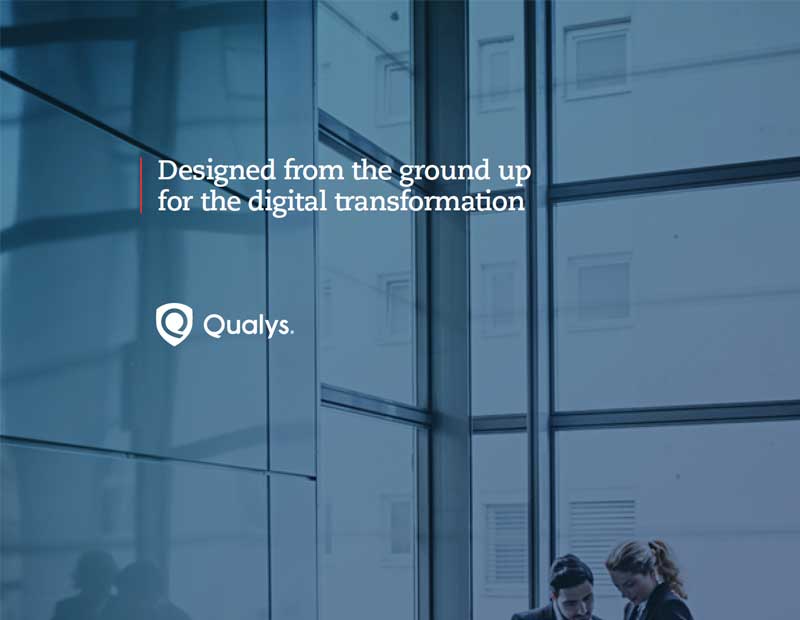 Designed from the ground up
for the digital transformation
Qualys.